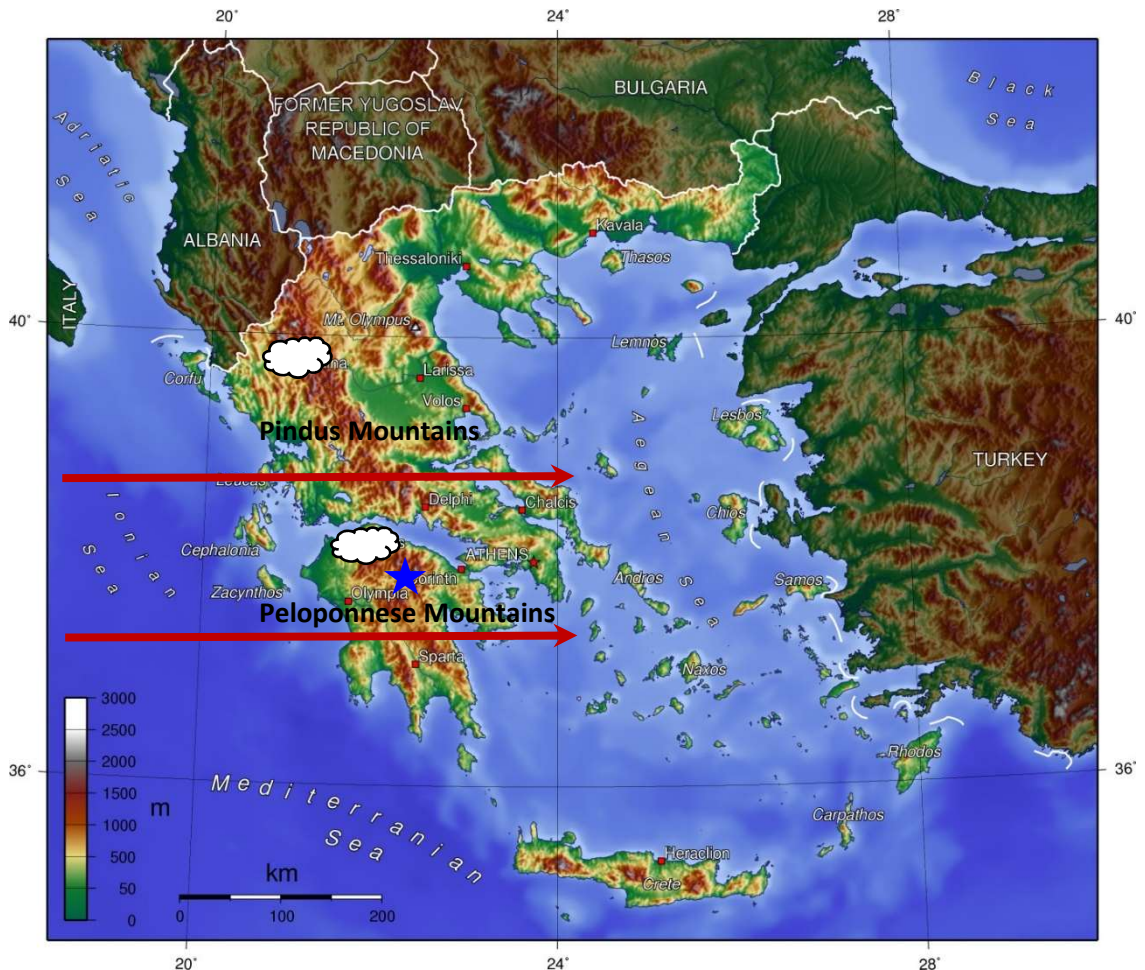 20°
24°
28°
BULGARIA
Black
Sea
FORMER YUGOSLAV
REPUBLIC OF
MACEDONIA
Adriatic
Sea
ALBANIA
Kavala
Thessaloniki
Thasos
ITALY
40°
40°
Mt. Olympus
Lemnos
Corfu
Larissa
Volos
Lesbos
Aegean
Sea
Pindus Mountains
TURKEY
Ionian
Sea
Delphi
Chalcis
Chios
Cephalonia
ATHENS
Andros
Samos
Zacynthos
Olympia
Peloponnese Mountains
Sparta
Naxos
3000
2500
2000
1500
1000
500
50
0
m
Rhodos
36°
36°
Mediterranian
Sea
Carpathos
Heraclion
Crete
km
0
100
200
20°
24°
28°